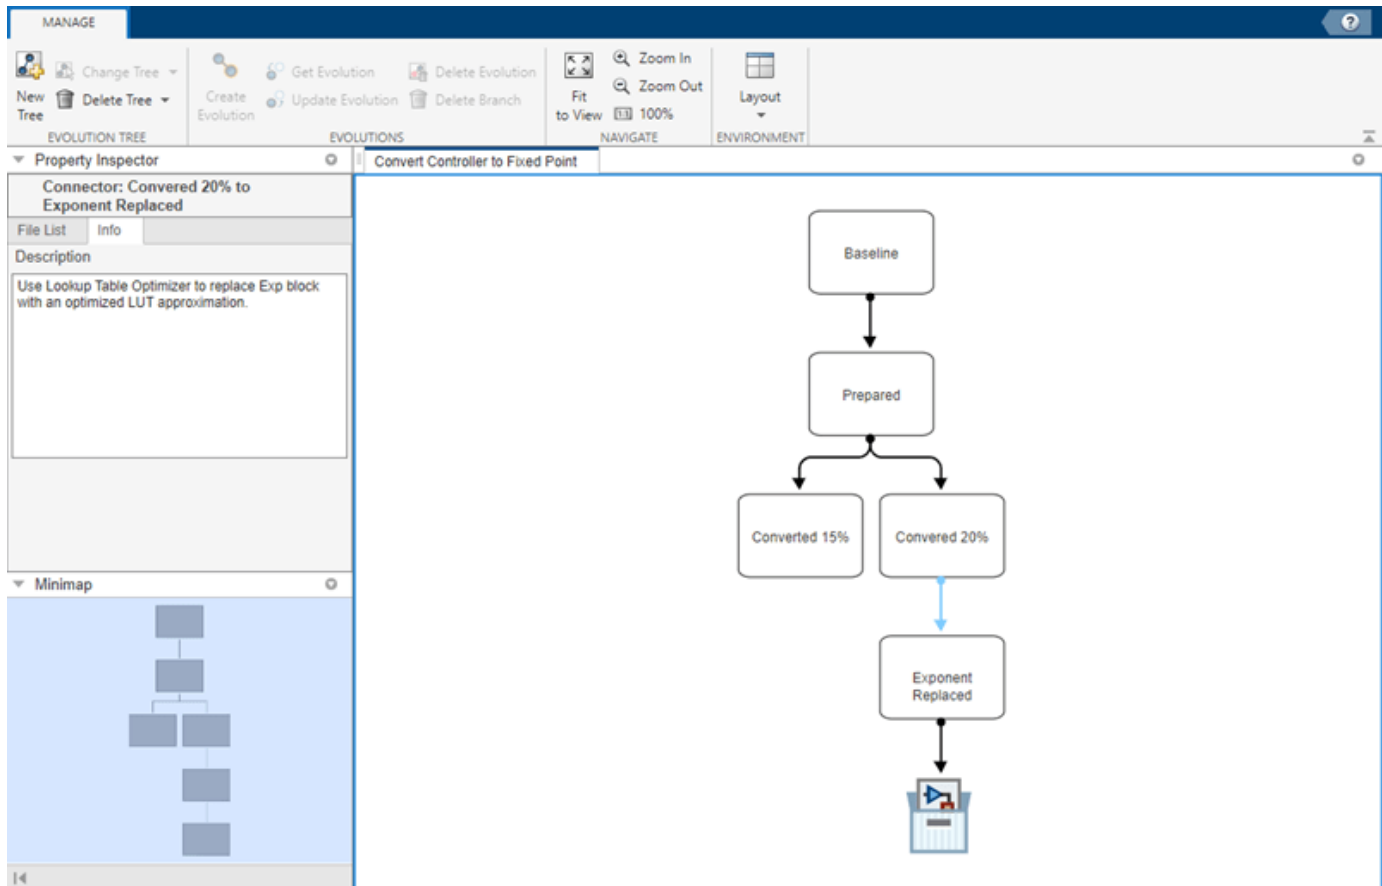 MANAGE
?
New
Tree
Change Tree
Delete Tree
EVOLUTION TREE
Create
Evolution
Get Evolution
Update Evolution
Delete Evolution
Delete Branch
EVOLUTIONS
Fit
to View
Zoom In
Zoom Out
1:1 100%
NAVIGATE
Layout
ENVIRONMENT
Property Inspector
Connector: Convered 20% to
Exponent Replaced
File List Info
Description
Use Lookup Table Optimizer to replace Exp block
with an optimized LUT approximation.
Minimap
Convert Controller to Fixed Point
Baseline
Prepared
Converted 15% Convered 20%
Exponent
Replaced